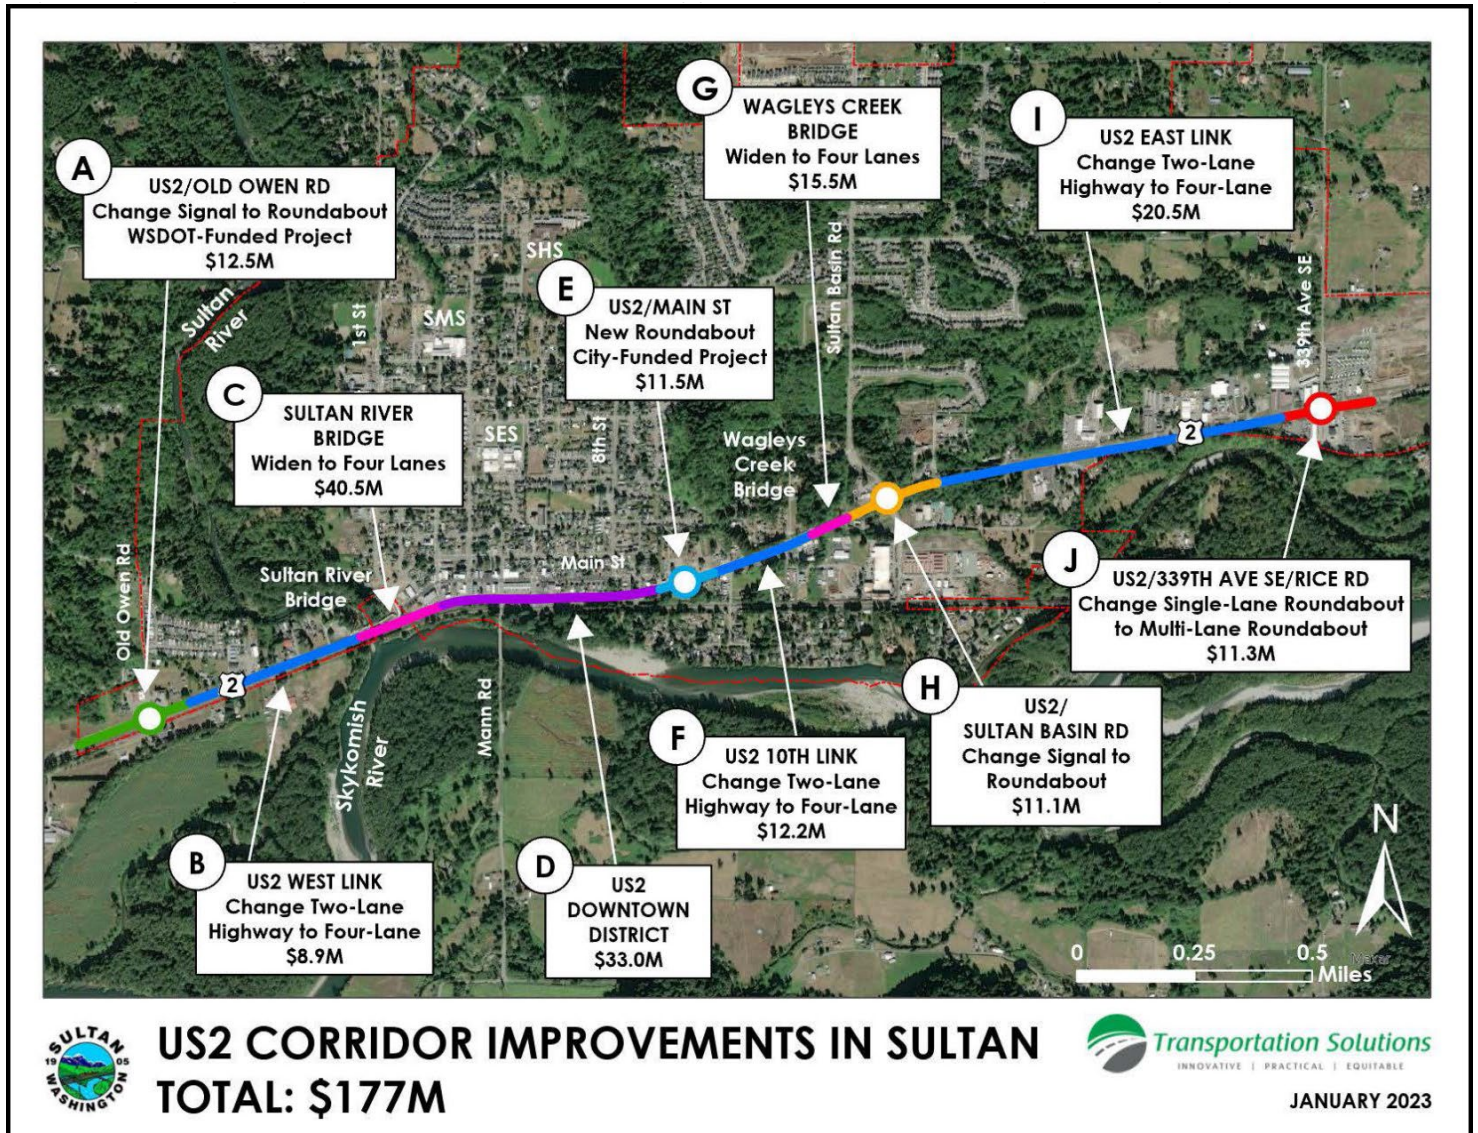 A
US2/OLD OWEN RD
Change Signal to Roundabout
WSDOT-Funded Project
$12.5M
G
WAGLEYS CREEK
BRIDGE
Widen to Four Lanes
$15.5M
I
US2 EAST LINK
Change Two-Lane
Highway to Four-Lane
$20.5M
E
US2/MAIN ST
New Roundabout
City-Funded Project
$11.5M
C
SULTAN RIVER
BRIDGE
Widen to Four Lanes
$40.5M
Sultan
River
1st St
SHS
SMS
SES
8th St
Sultan Basin Rd
339th Ave SE
Wagleys
Creek
Bridge
2
Main St
Sultan River
Bridge
Old Owen Rd
2
Skykomish
River
Mann Rd
J
US2/339TH AVE SE/RICE RD
Change Single-Lane Roundabout
to Multi-Lane Roundabout
$11.3M
H
US2/
SULTAN BASIN RD
Change Signal to
Roundabout
$11.1M
F
US2 10TH LINK
Change Two-Lane
Highway to Four-Lane
$12.2M
B
US2 WEST LINK
Change Two-Lane
Highway to Four-Lane
$8.9M
D
US2
DOWNTOWN
DISTRICT
$33.0M
N
0 0.25 0.5
Miles
Maxar
SULTAN
1905
WASHINGTON
US2 CORRIDOR IMPROVEMENTS IN SULTAN
TOTAL: $177M
Transportation Solutions
INNOVATIVE | PRACTICAL | EQUITABLE
JANUARY 2023